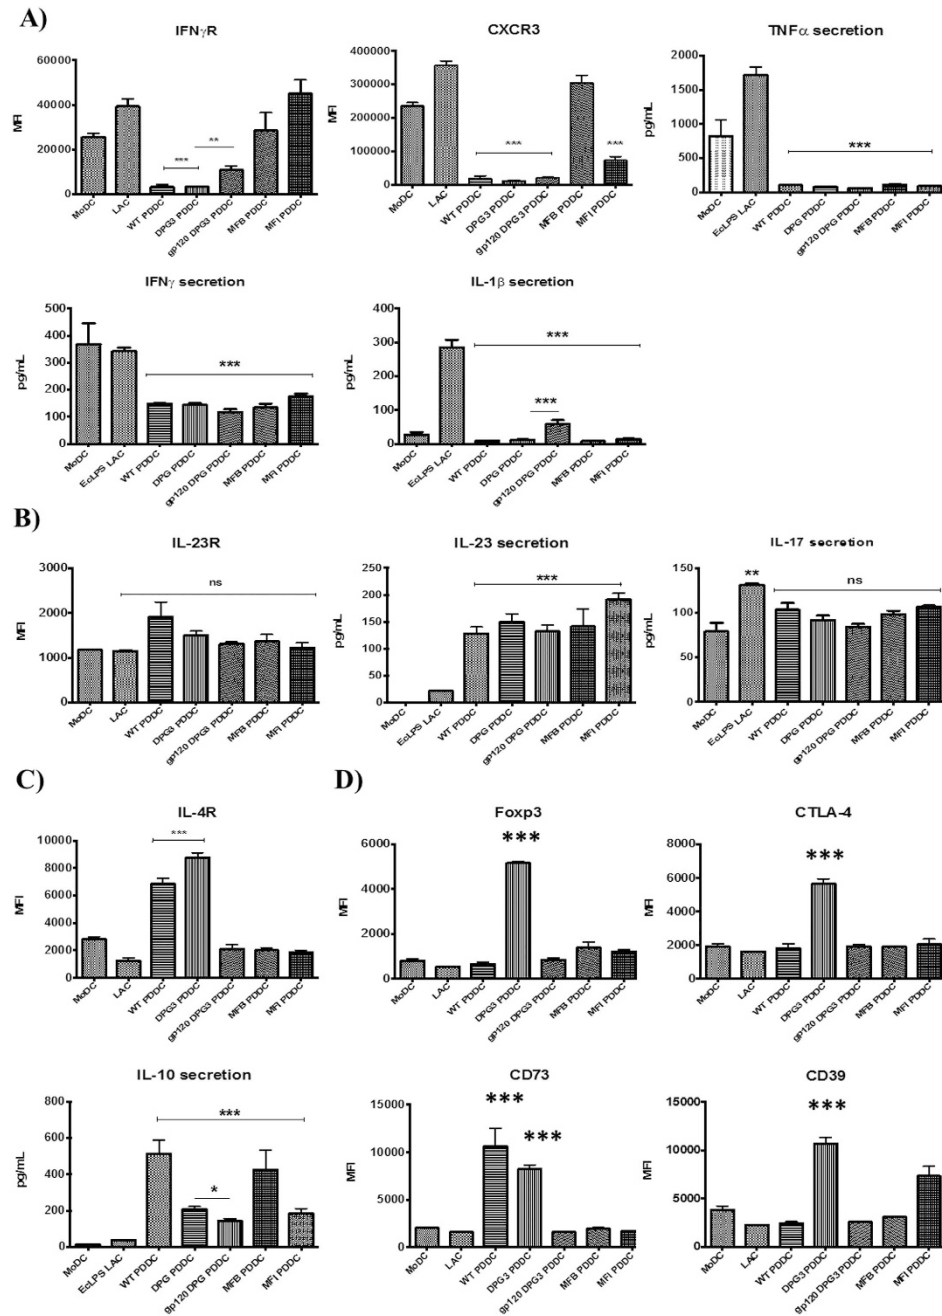 A)
IFNγR
MFI
60000
40000
20000
0
***
**
MoDC
LAC
WT PDDC
DPG3 PDDC
gp120 DPG3 PDDC
MFB PDDC
MFI PDDC
CXCR3
MFI
400000
300000
200000
100000
0
***
***
MoDC
LAC
WT PDDC
DPG3 PDDC
gp120 DPG3 PDDC
MFB PDDC
MFI PDDC
TNFα secretion
pg/mL
2000
1500
1000
500
0
***
MoDC
EcLPS LAC
WT PDDC
DPG PDDC
gp120 DPG PDDC
MFB PDDC
MFI PDDC
IFNγ secretion
pg/mL
500
400
300
200
100
0
***
MoDC
EcLPS LAC
WT PDDC
DPG PDDC
gp120 DPG PDDC
MFB PDDC
MFI PDDC
IL-1β secretion
pg/mL
400
300
200
100
0
***
***
MoDC
EcLPS LAC
WT PDDC
DPG PDDC
gp120 DPG PDDC
MFB PDDC
MFI PDDC
B)
IL-23R
MFI
3000
2000
1000
0
ns
MoDC
LAC
WT PDDC
DPG3 PDDC
gp120 DPG3 PDDC
MFB PDDC
MFI PDDC
IL-23 secretion
pg/mL
250
200
150
100
50
0
***
MoDC
EcLPS LAC
WT PDDC
DPG PDDC
gp120 DPG PDDC
MFB PDDC
MFI PDDC
IL-17 secretion
pg/mL
150
100
50
0
**
ns
MoDC
EcLPS LAC
WT PDDC
DPG PDDC
gp120 DPG PDDC
MFB PDDC
MFI PDDC
C)
IL-4R
MFI
10000
8000
6000
4000
2000
0
***
MoDC
LAC
WT PDDC
DPG3 PDDC
gp120 DPG3 PDDC
MFB PDDC
MFI PDDC
D)
Foxp3
MFI
6000
4000
2000
0
***
MoDC
LAC
WT PDDC
DPG3 PDDC
gp120 DPG3 PDDC
MFB PDDC
MFI PDDC
CTLA-4
MFI
8000
6000
4000
2000
0
***
MoDC
LAC
WT PDDC
DPG3 PDDC
gp120 DPG3 PDDC
MFB PDDC
MFI PDDC
IL-10 secretion
pg/mL
800
600
400
200
0
***
*
MoDC
EcLPS LAC
WT PDDC
DPG PDDC
gp120 DPG PDDC
MFB PDDC
MFI PDDC
CD73
MFI
15000
10000
5000
0
***
***
MoDC
LAC
WT PDDC
DPG3 PDDC
gp120 DPG3 PDDC
MFB PDDC
MFI PDDC
CD39
MFI
15000
10000
5000
0
***
MoDC
LAC
WT PDDC
DPG3 PDDC
gp120 DPG3 PDDC
MFB PDDC
MFI PDDC